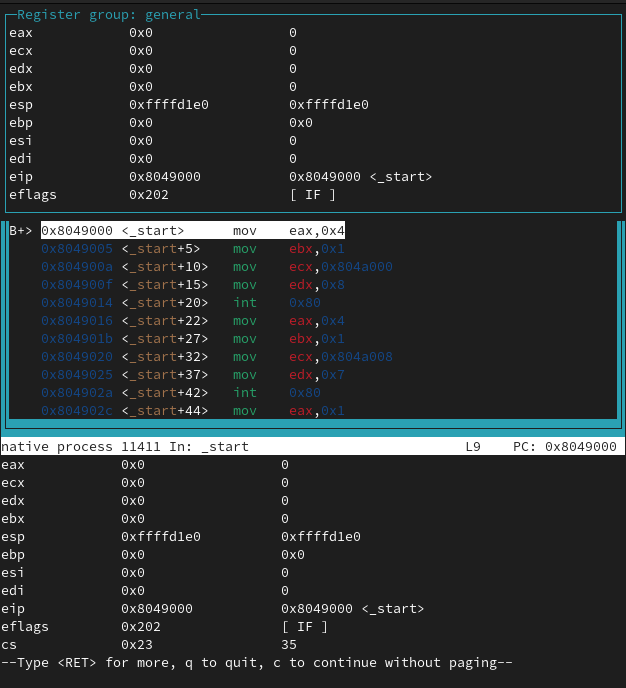 Register group: general
eax 0x0 0
ecx 0x0 0
edx 0x0 0
ebx 0x0 0
esp 0xffffd1e0 0xffffd1e0
ebp 0x0 0x0
esi 0x0 0
edi 0x0 0
eip 0x8049000 0x8049000 <_start>
eflags 0x202 [ IF ]
B+> 0x8049000 <_start> mov eax,0x4
0x8049005 <_start+5> mov ebx,0x1
0x804900a <_start+10> mov ecx,0x804a000
0x804900f <_start+15> mov edx,0x8
0x8049014 <_start+20> int 0x80
0x8049016 <_start+22> mov eax,0x4
0x804901b <_start+27> mov ebx,0x1
0x8049020 <_start+32> mov ecx,0x804a008
0x8049025 <_start+37> mov edx,0x7
0x804902a <_start+42> int 0x80
0x804902c <_start+44> mov eax,0x1
native process 11411 In: _start L9 PC: 0x8049000
eax 0x0 0
ecx 0x0 0
edx 0x0 0
ebx 0x0 0
esp 0xffffd1e0 0xffffd1e0
ebp 0x0 0x0
esi 0x0 0
edi 0x0 0
eip 0x8049000 0x8049000 <_start>
eflags 0x202 [ IF ]
cs 0x23 35
--Type <RET> for more, q to quit, c to continue without paging--